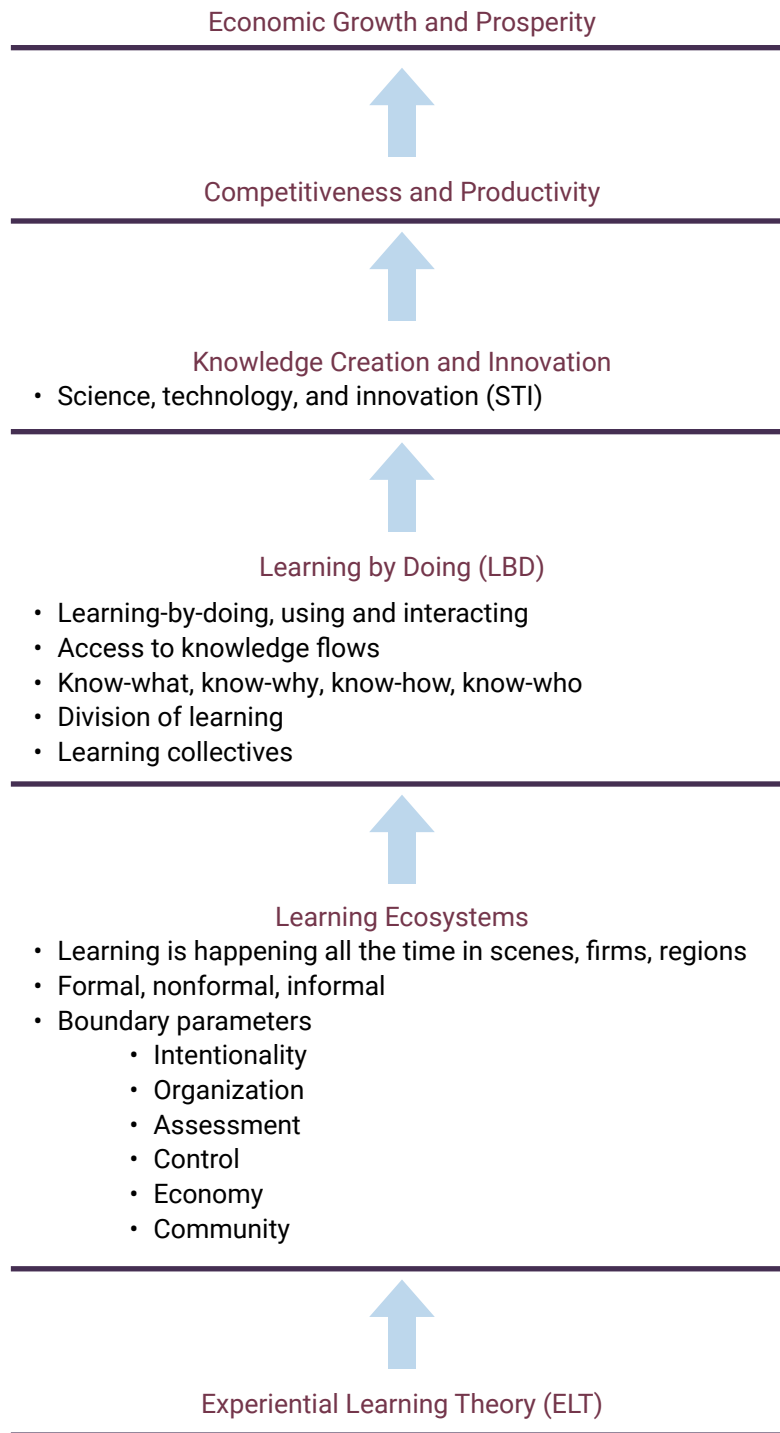 Economic Growth and Prosperity
Competitiveness and Productivity
Knowledge Creation and Innovation
• Science, technology, and innovation (STI)
Learning by Doing (LBD)
• Learning-by-doing, using and interacting
• Access to knowledge flows
• Know-what, know-why, know-how, know-who
• Division of learning
• Learning collectives
Learning Ecosystems
• Learning is happening all the time in scenes, firms, regions
• Formal, nonformal, informal
• Boundary parameters
• Intentionality
• Organization
• Assessment
• Control
• Economy
• Community
Experiential Learning Theory (ELT)